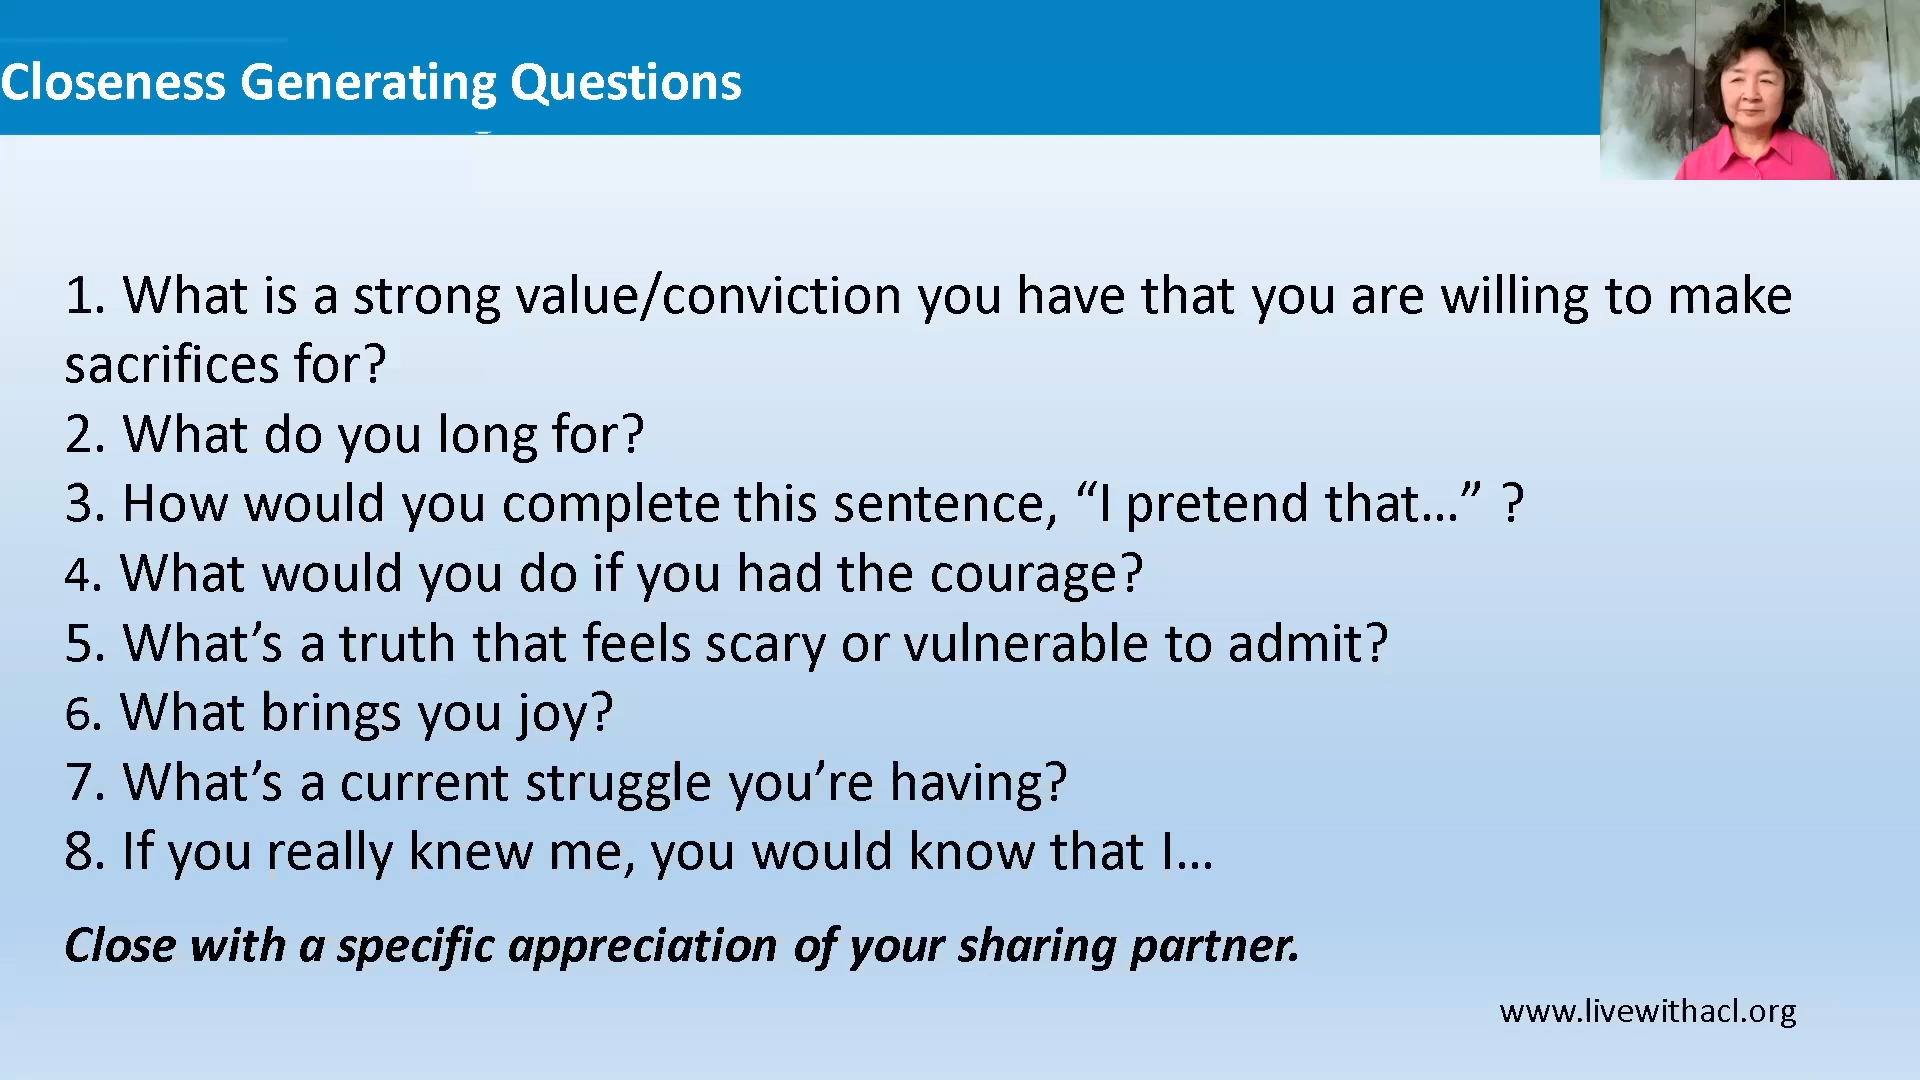 Closeness Generating Questions
1. What is a strong value/conviction you have that you are willing to make
sacrifices for?
2. What do you long for?
3. How would you complete this sentence, “I pretend that…” ?
4. What would you do if you had the courage?
5. What’s a truth that feels scary or vulnerable to admit?
6. What brings you joy?
7. What’s a current struggle you’re having?
8. If you really knew me, you would know that I…
Close with a specific appreciation of your sharing partner.
www.livewithacl.org